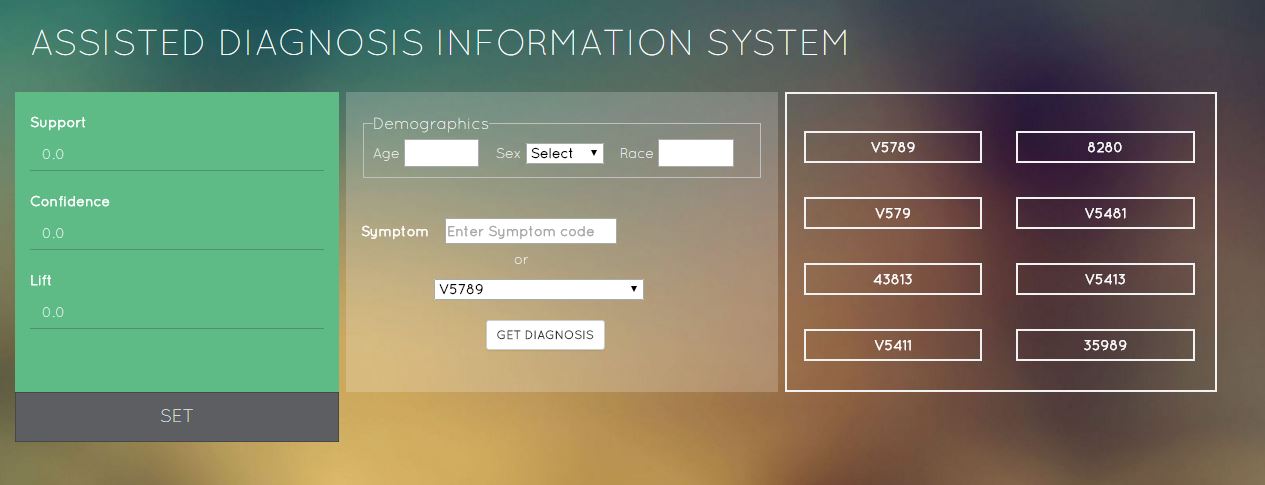 ASSISTED DIAGNOSIS INFORMATION SYSTEM
Support
0.0
Confidence
0.0
Lift
0.0
SET
Demographics
Age Sex Select Race
Symptom Enter Symptom code
or
V5789
GET DIAGNOSIS
V5789 8280
V579 V5481
43813 V5413
V5411 35989